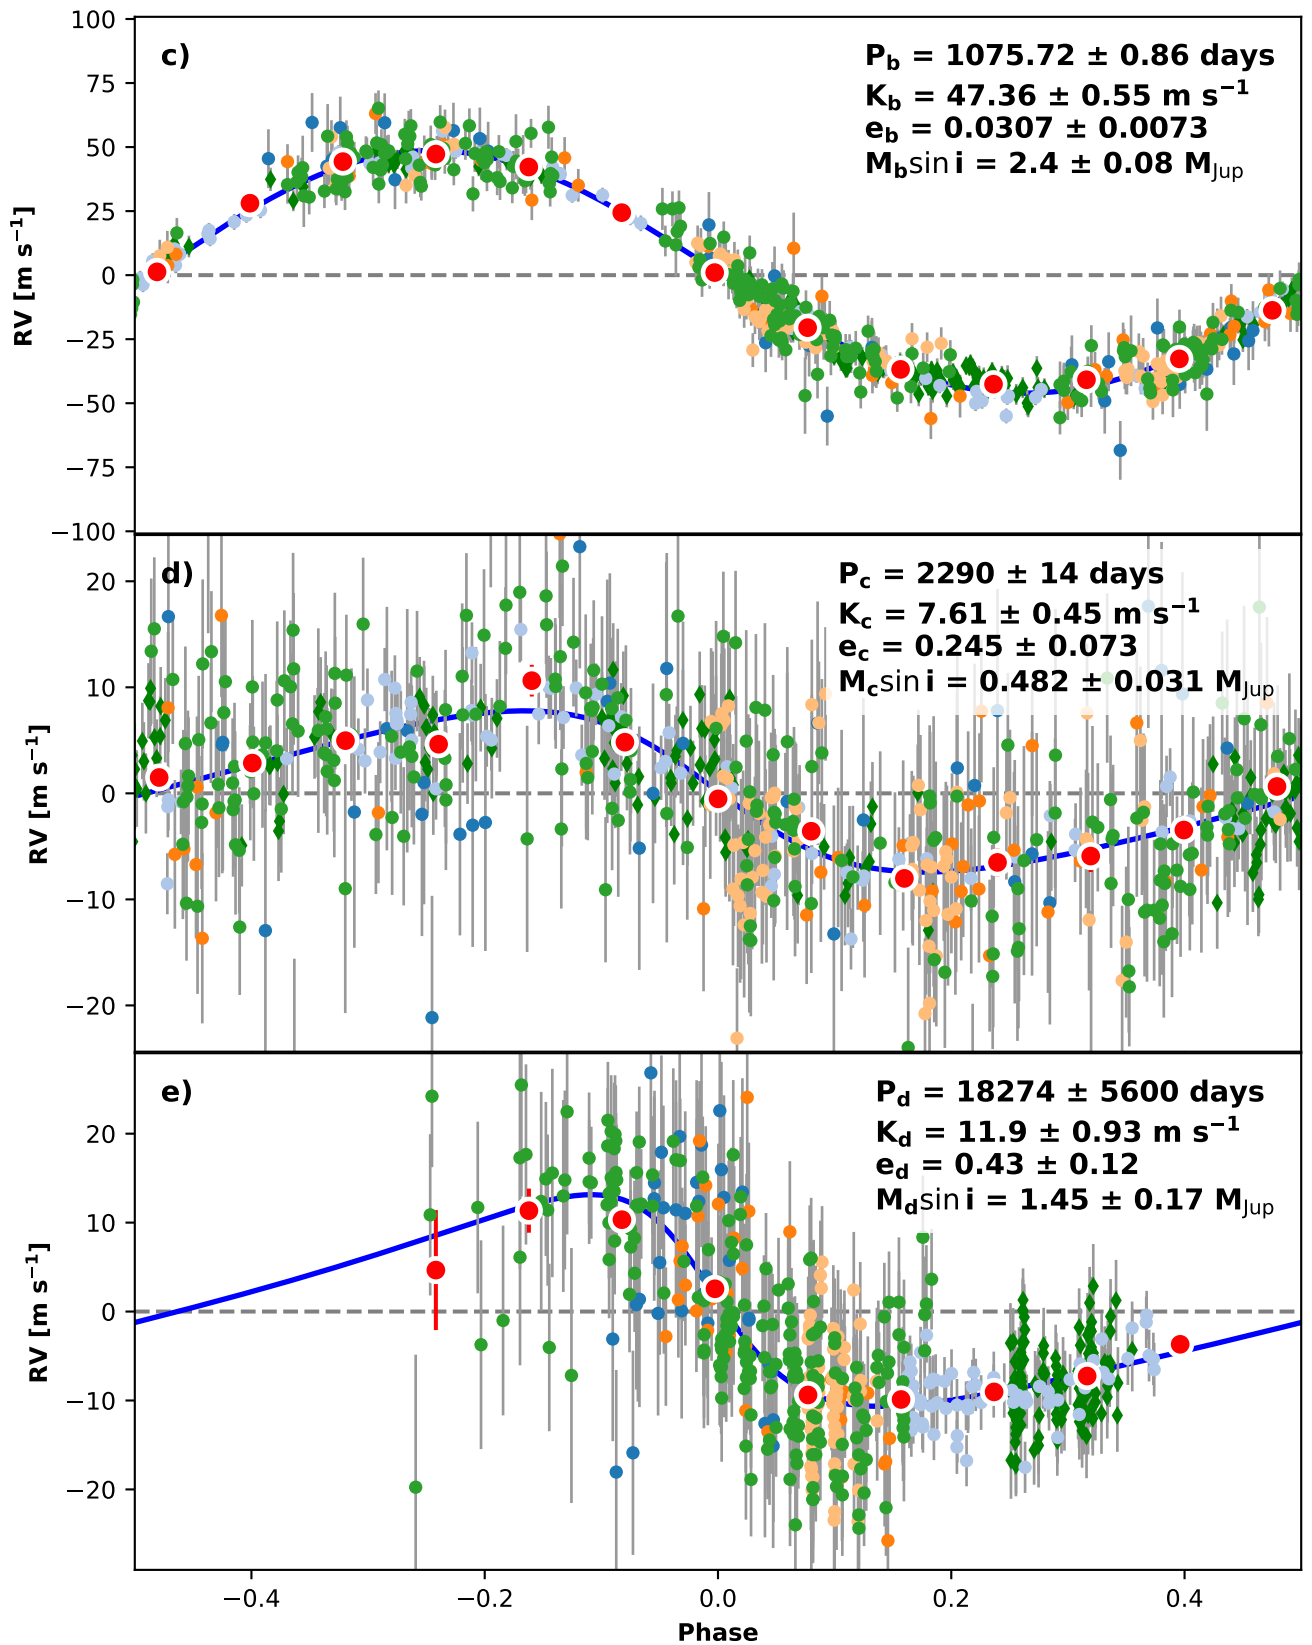 c)
P_b = 1075.72 ± 0.86 days
K_b = 47.36 ± 0.55 m s⁻¹
e_b = 0.0307 ± 0.0073
M_b sin i = 2.4 ± 0.08 M_Jup
100
75
50
25
0
−25
−50
−75
−100
RV [m s⁻¹]
d)
P_c = 2290 ± 14 days
K_c = 7.61 ± 0.45 m s⁻¹
e_c = 0.245 ± 0.073
M_c sin i = 0.482 ± 0.031 M_Jup
20
10
0
−10
−20
RV [m s⁻¹]
e)
P_d = 18274 ± 5600 days
K_d = 11.9 ± 0.93 m s⁻¹
e_d = 0.43 ± 0.12
M_d sin i = 1.45 ± 0.17 M_Jup
20
10
0
−10
−20
RV [m s⁻¹]
−0.4 −0.2 0.0 0.2 0.4
Phase